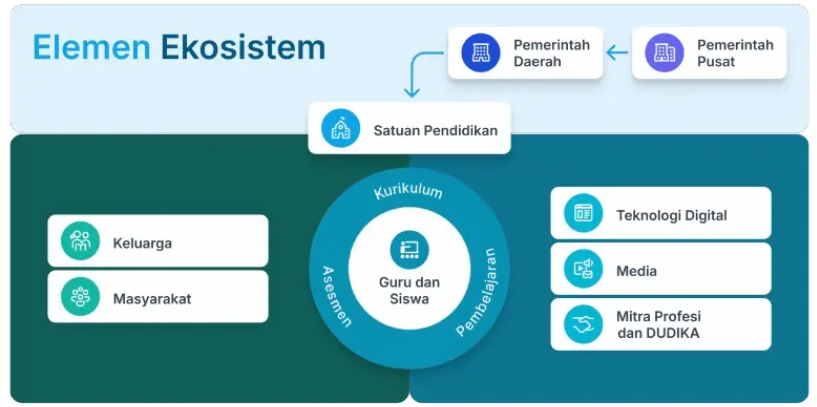 Elemen Ekosistem
Pemerintah
Daerah
Pemerintah
Pusat
Satuan Pendidikan
Kurikulum
Asesmen
Pembelajaran
Guru dan
Siswa
Keluarga
Masyarakat
Teknologi Digital
Media
Mitra Profesi
dan DUDIKA